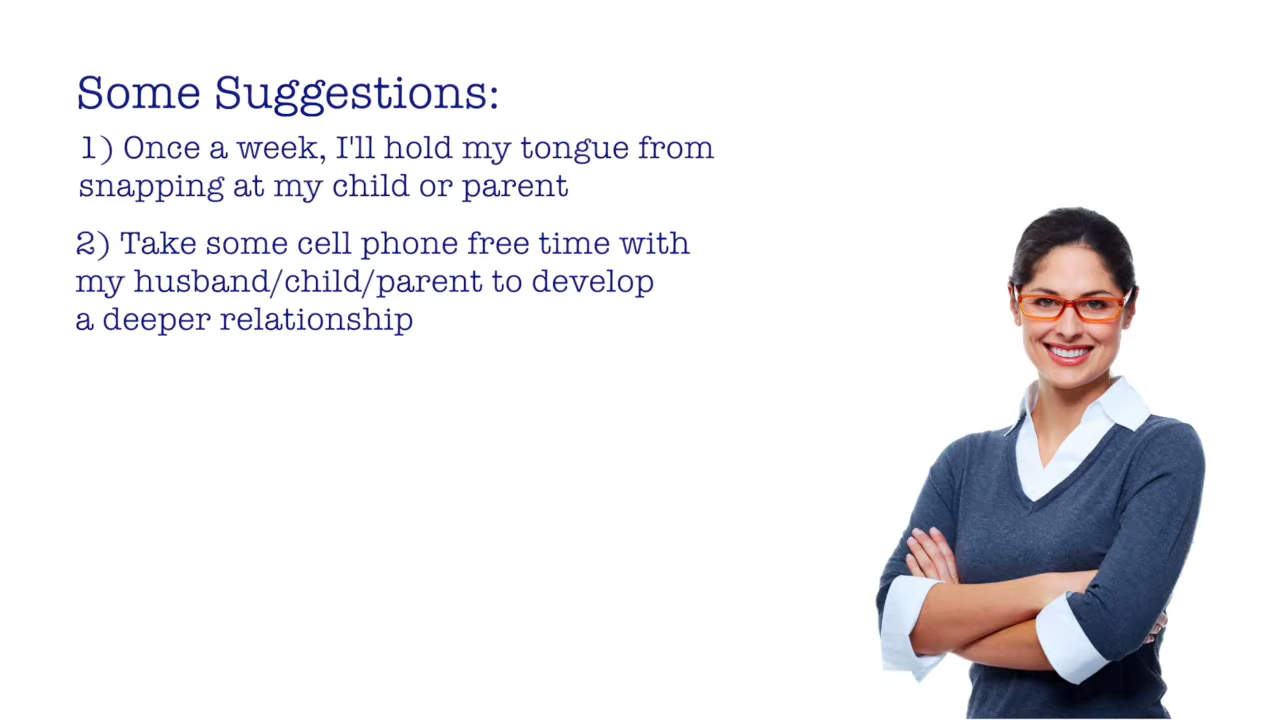 Some Suggestions:
1) Once a week, I'll hold my tongue from
snapping at my child or parent
2) Take some cell phone free time with
my husband/child/parent to develop
a deeper relationship